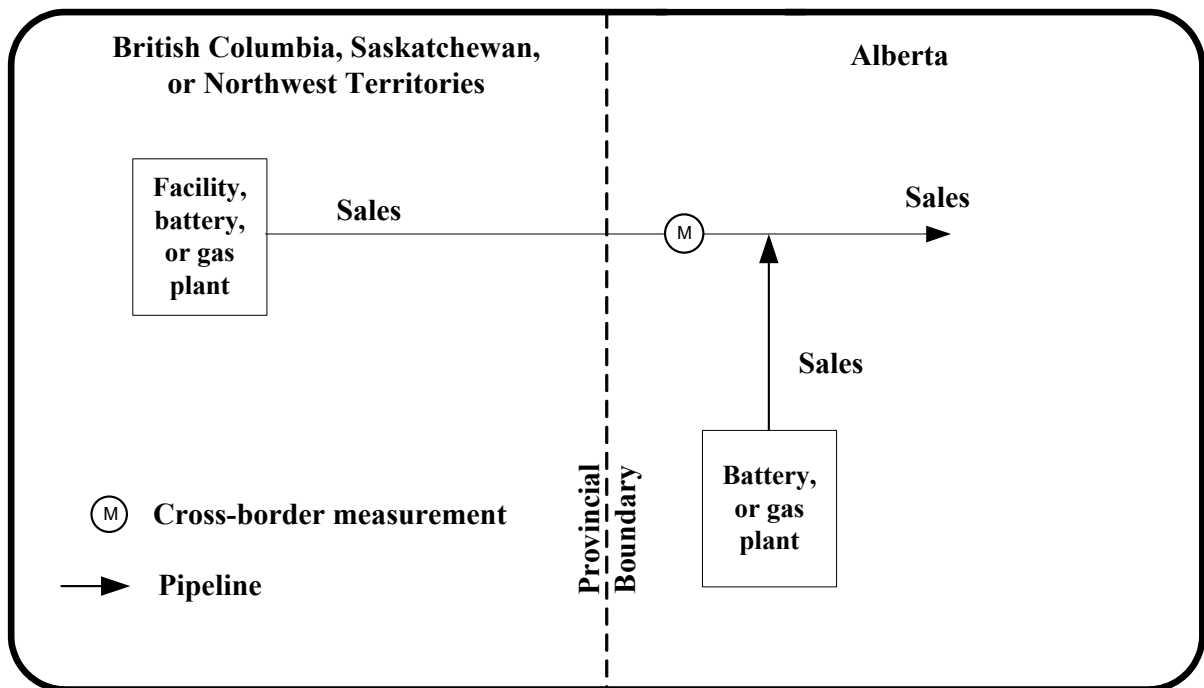 British Columbia, Saskatchewan,
or Northwest Territories
Alberta
Facility,
battery,
or gas
plant
Sales
M
Sales
Sales
Battery,
or gas
plant
Provincial
Boundary
M Cross-border measurement
Pipeline